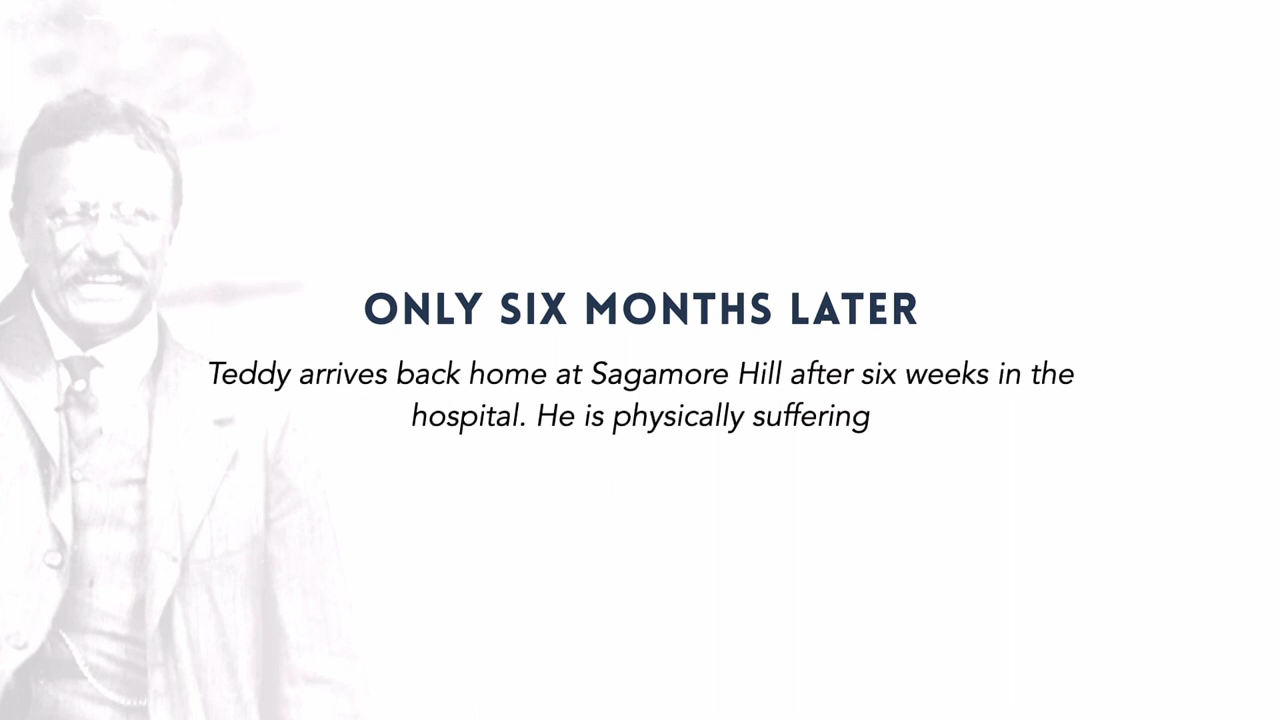 ONLY SIX MONTHS LATER
Teddy arrives back home at Sagamore Hill after six weeks in the
hospital. He is physically suffering